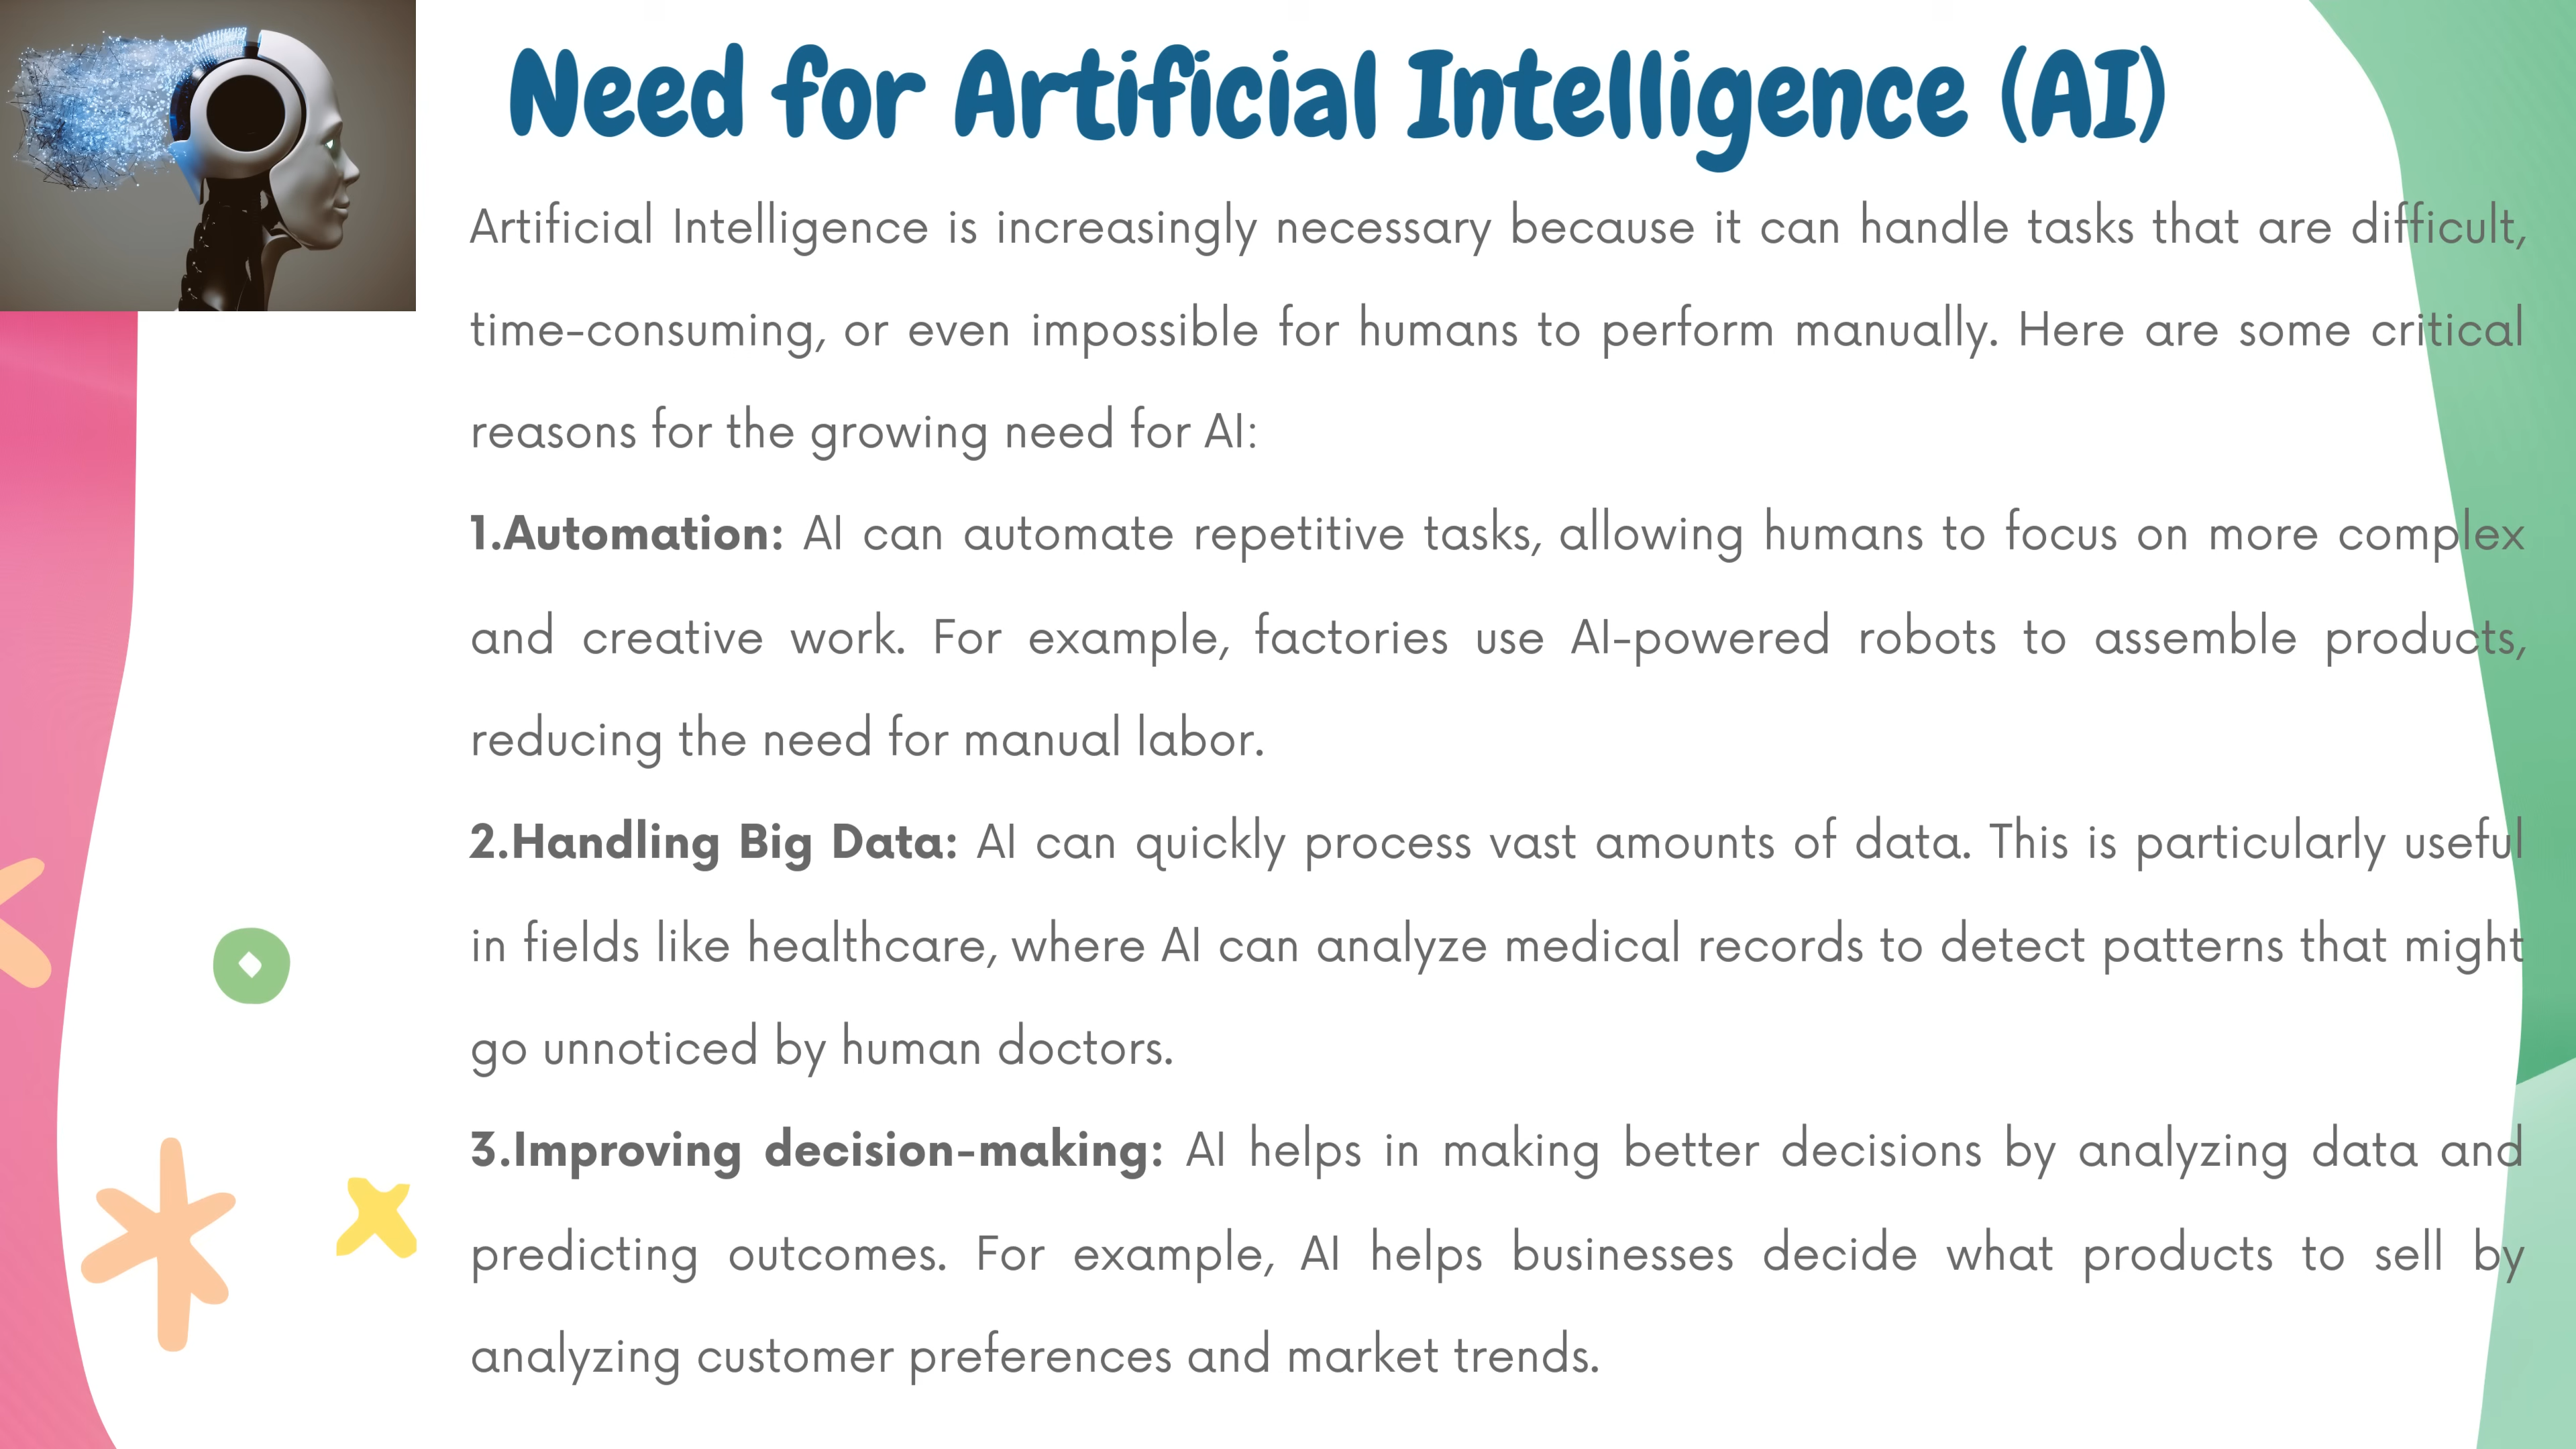 Need for Artificial Intelligence (AI)
Artificial Intelligence is increasingly necessary because it can handle tasks that are difficult,
time-consuming, or even impossible for humans to perform manually. Here are some critical
reasons for the growing need for AI:
1.Automation: AI can automate repetitive tasks, allowing humans to focus on more complex
and creative work. For example, factories use AI-powered robots to assemble products,
reducing the need for manual labor.
2.Handling Big Data: AI can quickly process vast amounts of data. This is particularly useful
in fields like healthcare, where AI can analyze medical records to detect patterns that might
go unnoticed by human doctors.
3.Improving decision-making: AI helps in making better decisions by analyzing data and
predicting outcomes. For example, AI helps businesses decide what products to sell by
analyzing customer preferences and market trends.